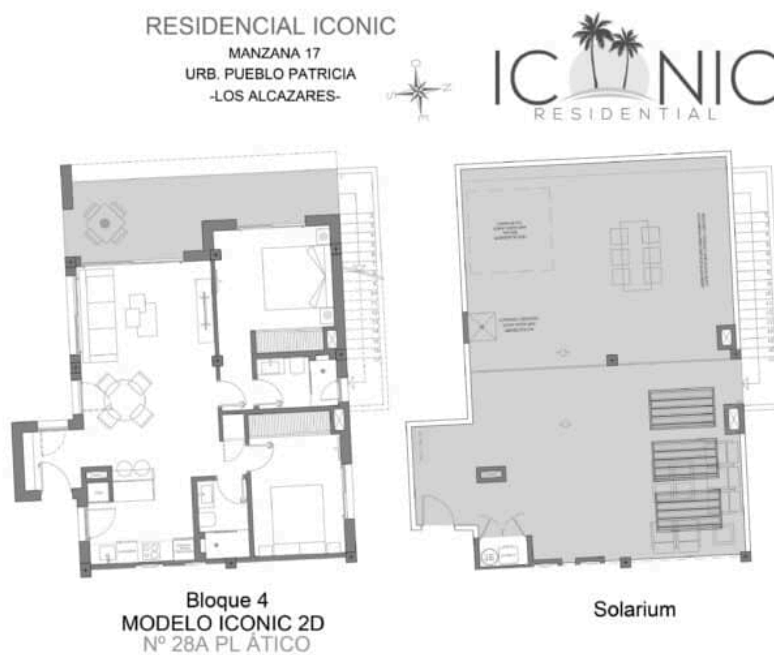 RESIDENCIAL ICONIC
MANZANA 17
URB. PUEBLO PATRICIA
-LOS ALCAZARES-
O
N
S
E
ICONIC
RESIDENTIAL
Bloque 4
MODELO ICONIC 2D
Nº 28A PL ÁTICO
Solarium